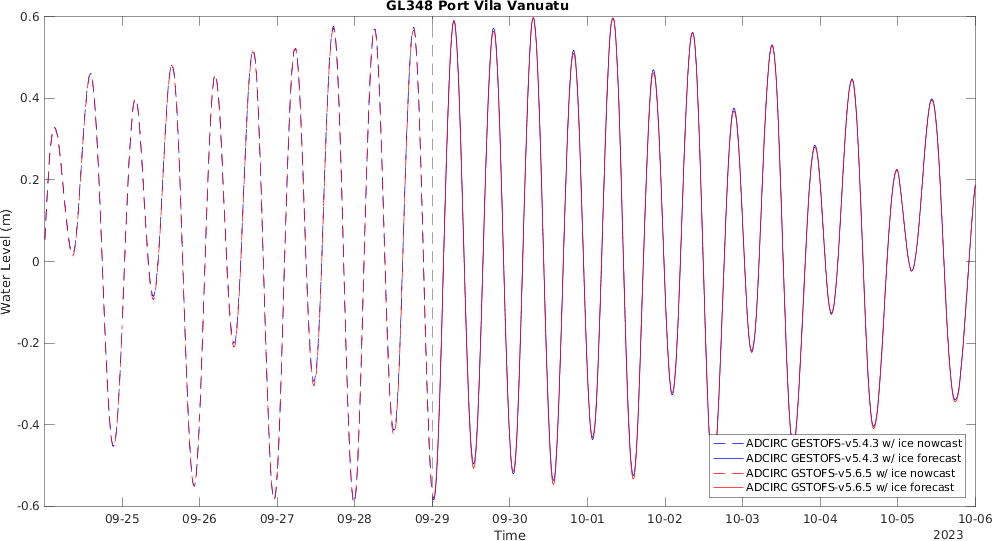 GL348 Port Vila Vanuatu
0.6
0.4
0.2
0
-0.2
-0.4
-0.6
Water Level (m)
ADCIRC GESTOFS-v5.4.3 w/ ice nowcast
ADCIRC GESTOFS-v5.4.3 w/ ice forecast
ADCIRC GSTOFS-v5.6.5 w/ ice nowcast
ADCIRC GSTOFS-v5.6.5 w/ ice forecast
09-25 09-26 09-27 09-28 09-29 09-30 10-01 10-02 10-03 10-04 10-05 10-06
Time
2023